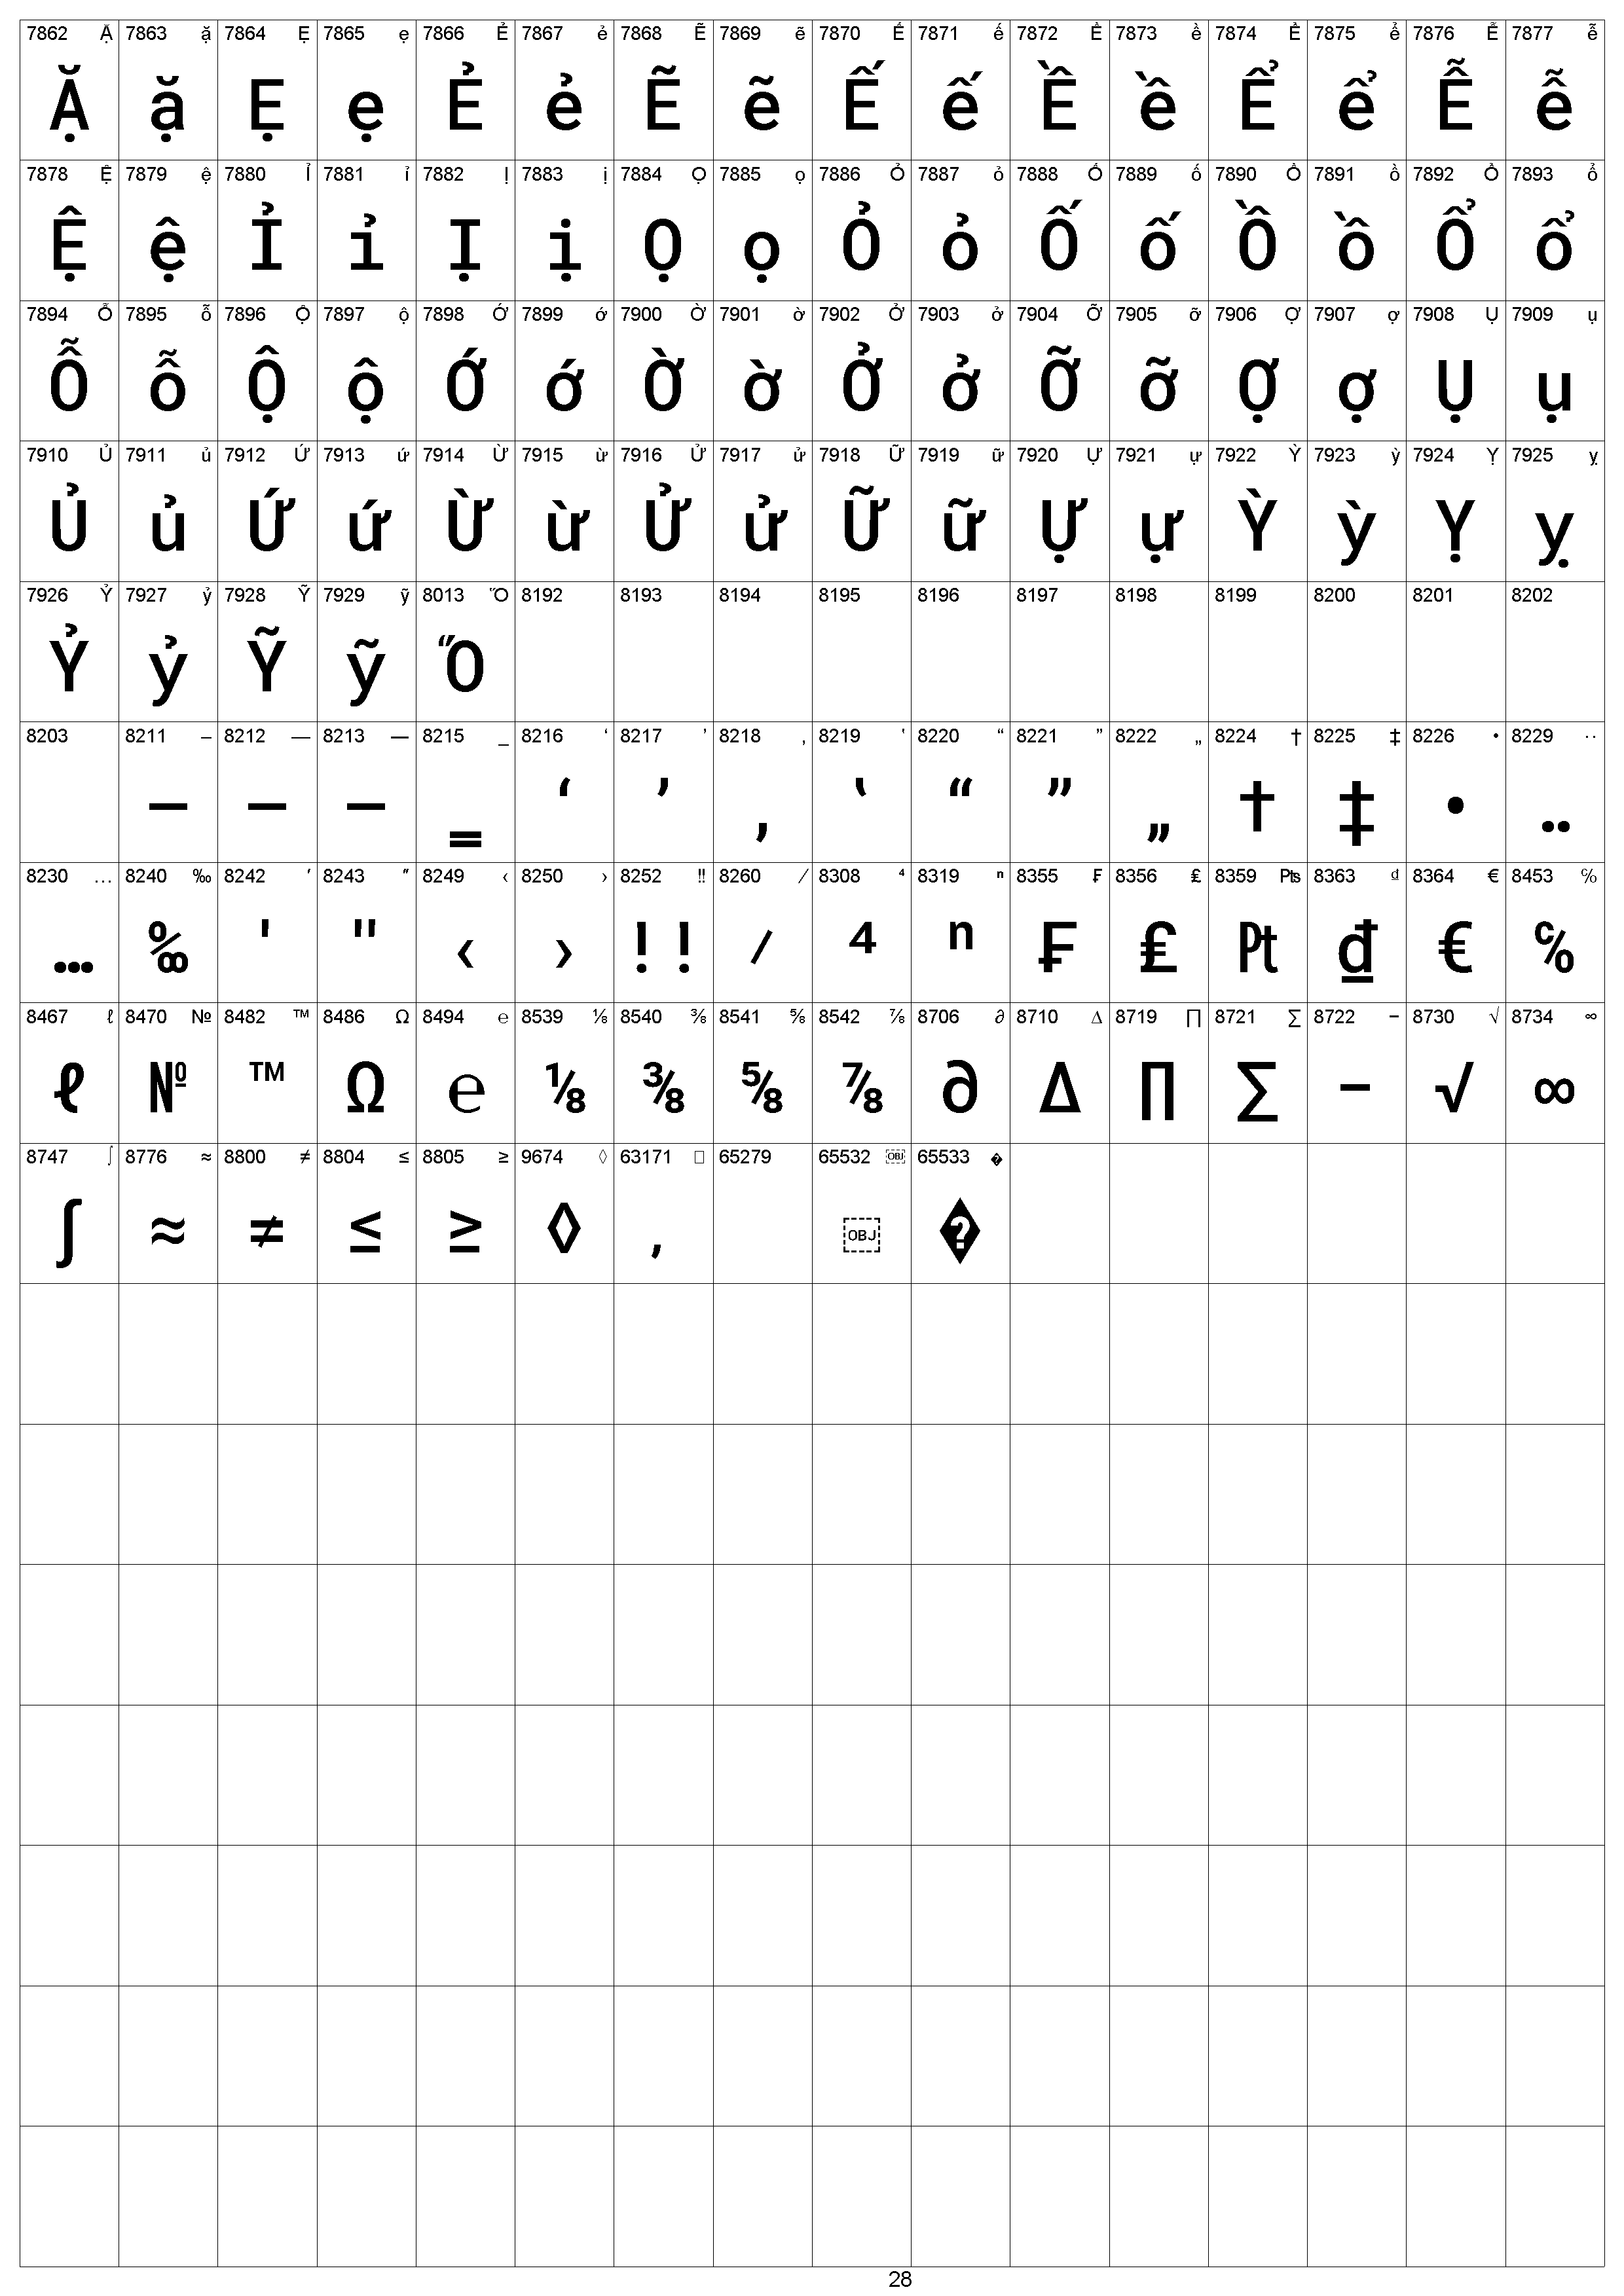 7862 Ặ 7863 ặ 7864 Ẹ 7865 ẹ 7866 Ẻ 7867 ẻ 7868 Ẽ 7869 ẽ 7870 Ế 7871 ế 7872 Ề 7873 ề 7874 Ể 7875 ể 7876 Ễ 7877 ễ
Ặ ặ Ẹ ẹ Ẻ ẻ Ẽ ẽ Ế ế Ề ề Ể ể Ễ ễ
7878 Ệ 7879 ệ 7880 Ỉ 7881 ỉ 7882 Ị 7883 ị 7884 Ọ 7885 ọ 7886 Ỏ 7887 ỏ 7888 Ố 7889 ố 7890 Ồ 7891 ồ 7892 Ổ 7893 ổ
Ệ ệ Ỉ ỉ Ị ị Ọ ọ Ỏ ỏ Ố ố Ồ ồ Ổ ổ
7894 Ỗ 7895 ỗ 7896 Ộ 7897 ộ 7898 Ớ 7899 ớ 7900 Ờ 7901 ờ 7902 Ở 7903 ở 7904 Ỡ 7905 ỡ 7906 Ợ 7907 ợ 7908 Ụ 7909 ụ
Ỗ ỗ Ộ ộ Ớ ớ Ờ ờ Ở ở Ỡ ỡ Ợ ợ Ụ ụ
7910 Ủ 7911 ủ 7912 Ứ 7913 ứ 7914 Ừ 7915 ừ 7916 Ử 7917 ử 7918 Ữ 7919 ữ 7920 Ự 7921 ự 7922 Ỳ 7923 ỳ 7924 Ỵ 7925 ỵ
Ủ ủ Ứ ứ Ừ ừ Ử ử Ữ ữ Ự ự Ỳ ỳ Ỵ ỵ
7926 Ỷ 7927 ỷ 7928 Ỹ 7929 ỹ 8013 Ὅ 8192 8193 8194 8195 8196 8197 8198 8199 8200 8201 8202
Ỷ ỷ Ỹ ỹ Ὅ
8203 8211 – 8212 — 8213 ― 8215 ‗ 8216 ‘ 8217 ’ 8218 ‚ 8219 ‛ 8220 “ 8221 ” 8222 „ 8224 † 8225 ‡ 8226 • 8229 ‥
– — ― ‗ ‘ ’ ‚ ‛ “ ” „ † ‡ • ‥
8230 … 8240 ‰ 8242 ′ 8243 ″ 8249 ‹ 8250 › 8252 ‼ 8260 ⁄ 8308 ⁴ 8319 ⁿ 8355 ₣ 8356 ₤ 8359 ₧ 8363 ₫ 8364 € 8453 ℅
… ‰ ′ ″ ‹ › ‼ ⁄ ⁴ ⁿ ₣ ₤ ₧ ₫ € ℅
8467 ℓ 8470 № 8482 ™ 8486 Ω 8494 ℮ 8539 ⅛ 8540 ⅜ 8541 ⅝ 8542 ⅞ 8706 ∂ 8710 ∆ 8719 ∏ 8721 ∑ 8722 − 8730 √ 8734 ∞
ℓ № ™ Ω ℮ ⅛ ⅜ ⅝ ⅞ ∂ ∆ ∏ ∑ − √ ∞
8747 ∫ 8776 ≈ 8800 ≠ 8804 ≤ 8805 ≥ 9674 ◊ 63171 □ 65279 65532 ￼ 65533 �
∫ ≈ ≠ ≤ ≥ ◊ , ￼ �
28